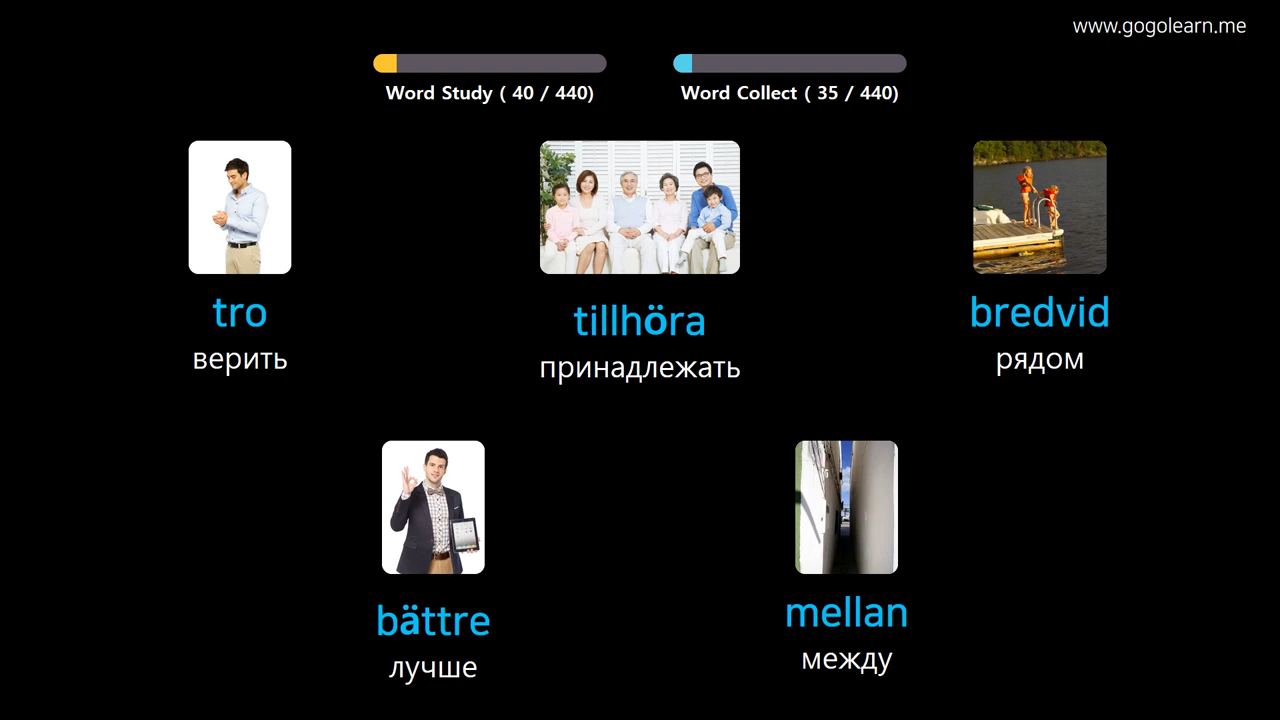 www.gogolearn.me
Word Study ( 40 / 440)
Word Collect ( 35 / 440)
tro
верить
tillhöra
принадлежать
bredvid
рядом
bättre
лучше
mellan
между